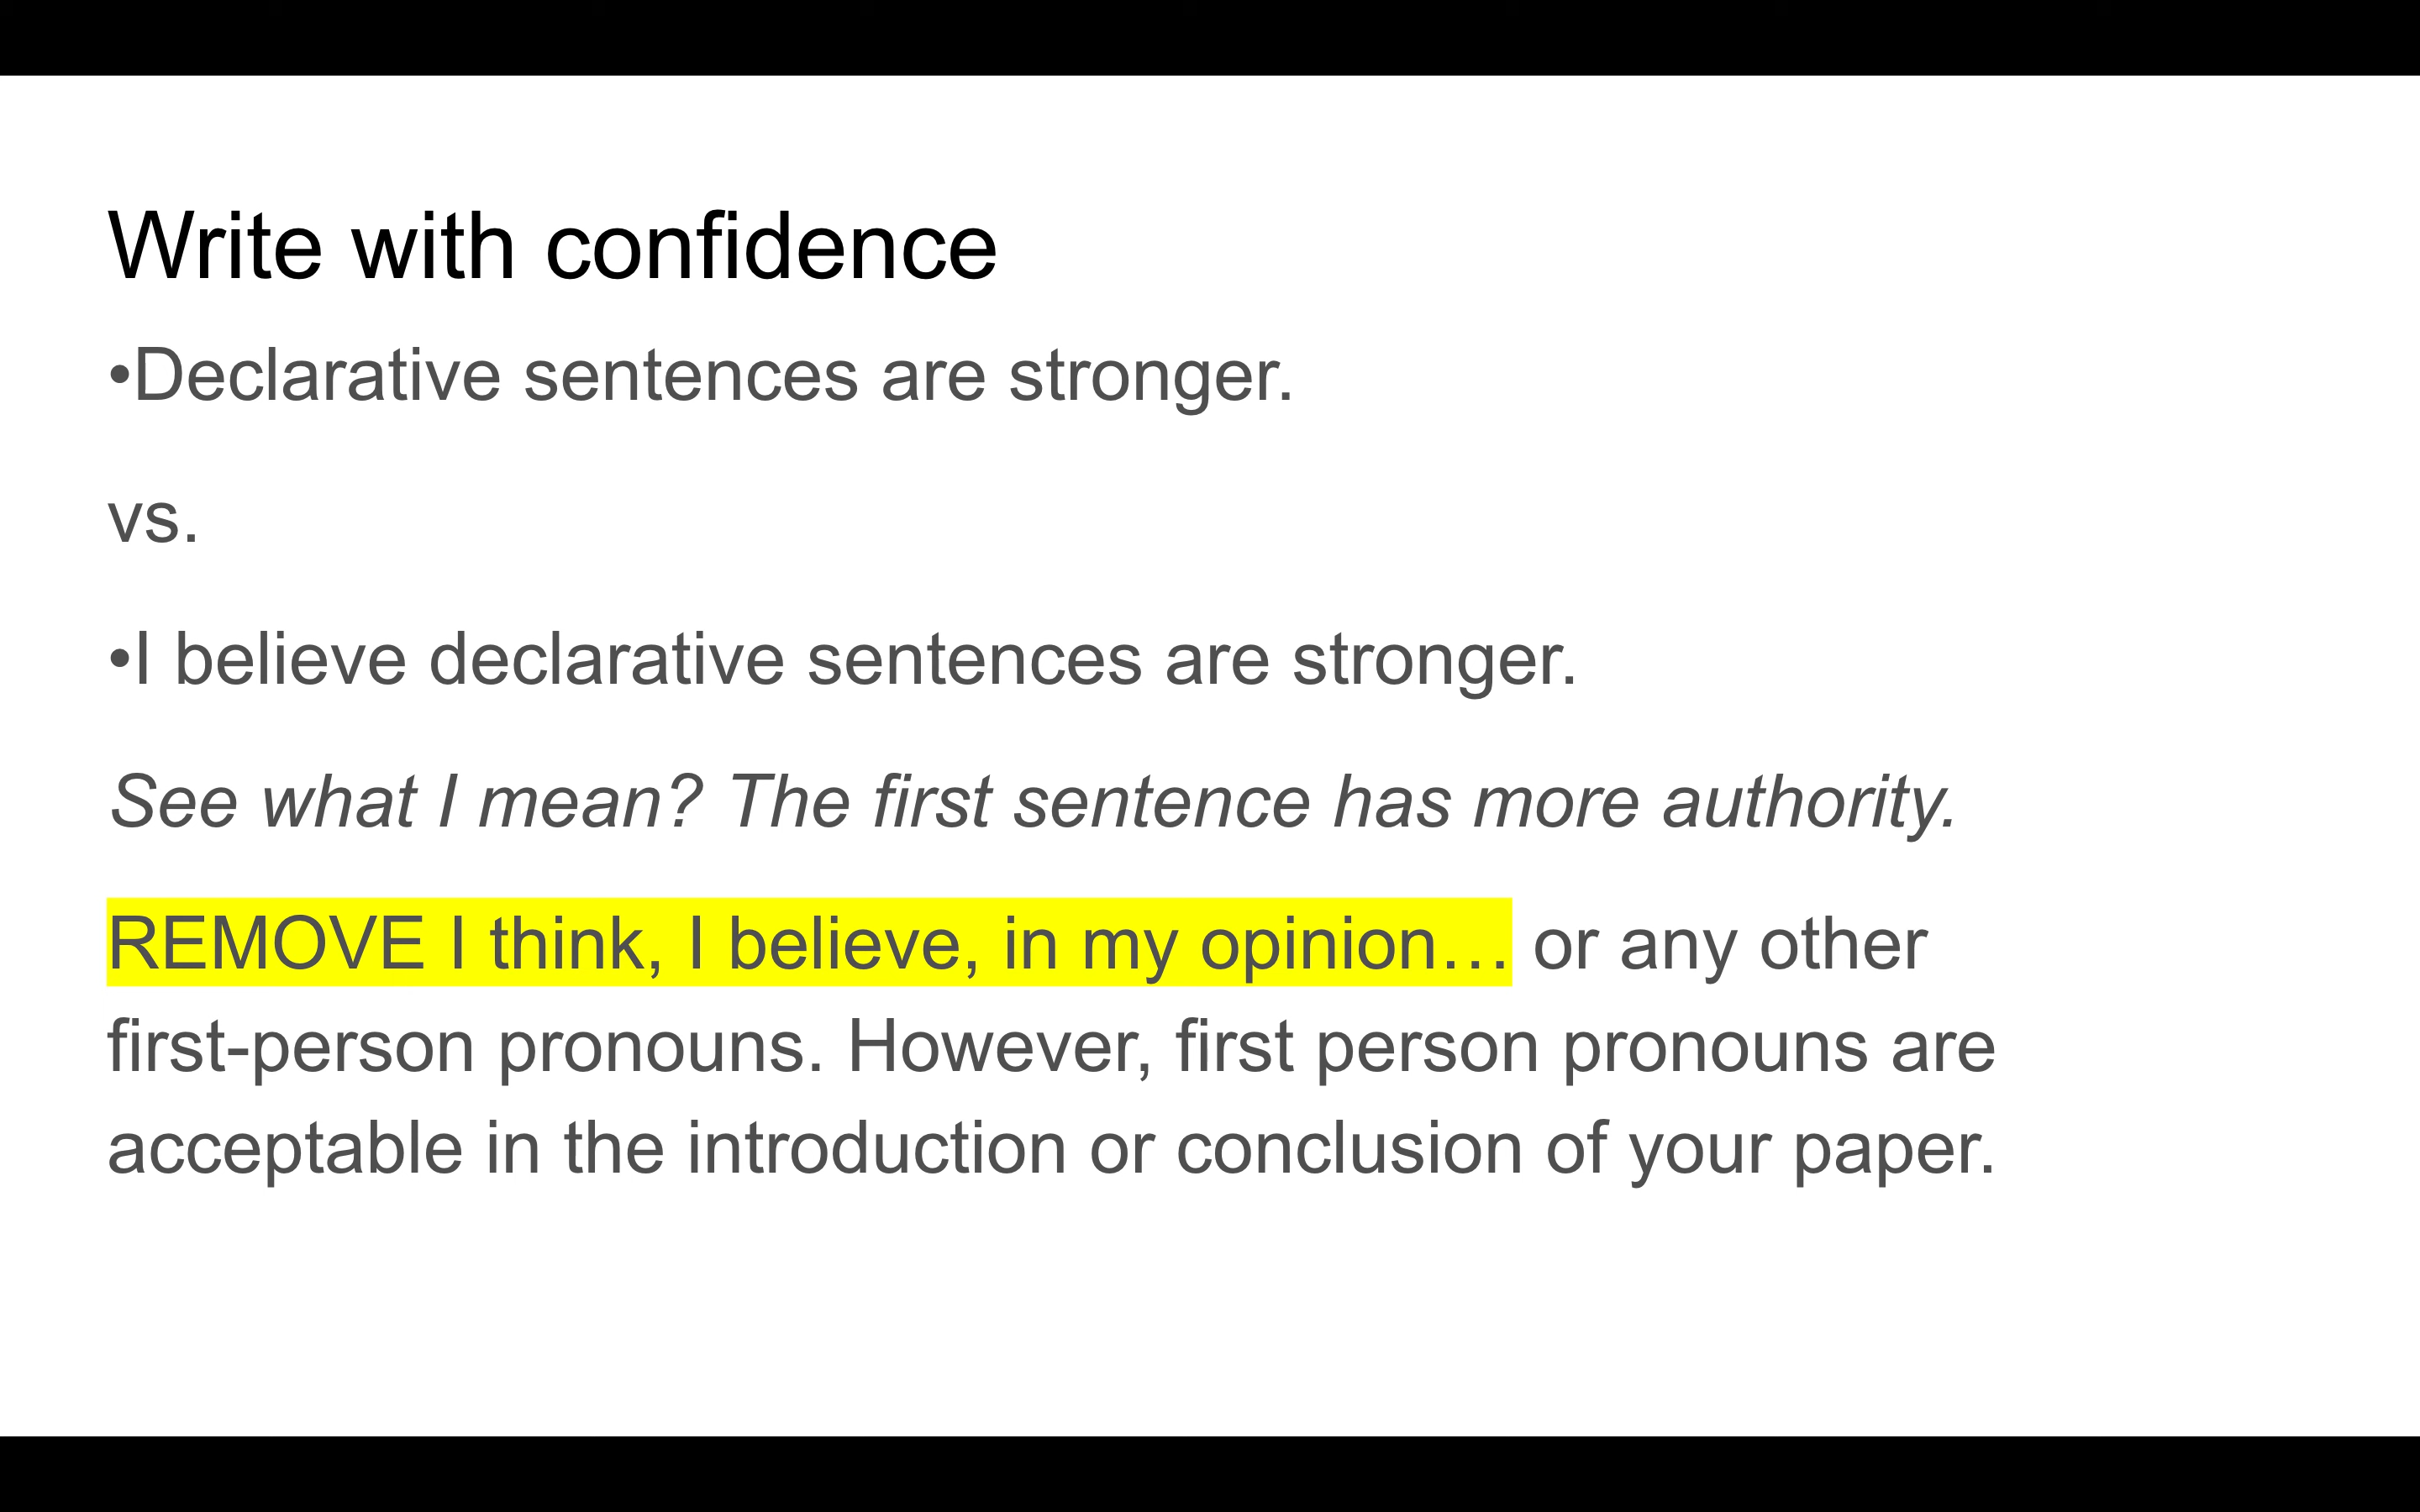 Write with confidence
•Declarative sentences are stronger.
vs.
•I believe declarative sentences are stronger.
See what I mean? The first sentence has more authority.
REMOVE I think, I believe, in my opinion… or any other
first-person pronouns. However, first person pronouns are
acceptable in the introduction or conclusion of your paper.